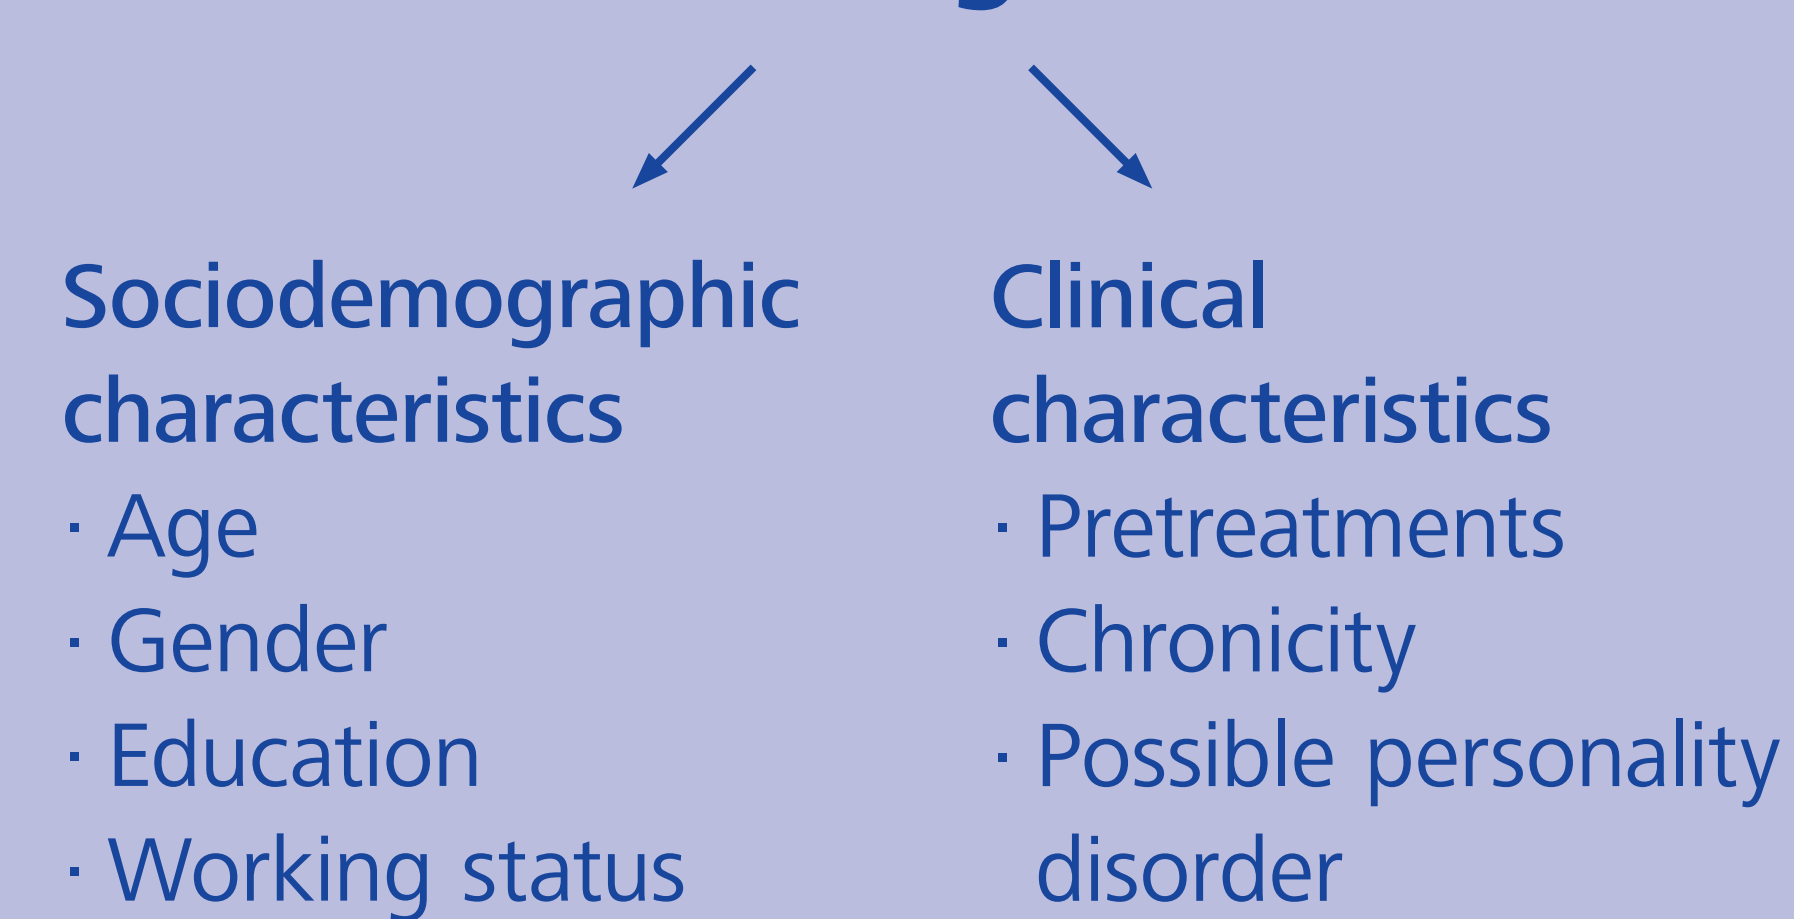 Sociodemographic
characteristics
· Age
· Gender
· Education
· Working status
Clinical
characteristics
· Pretreatments
· Chronicity
· Possible personality
disorder